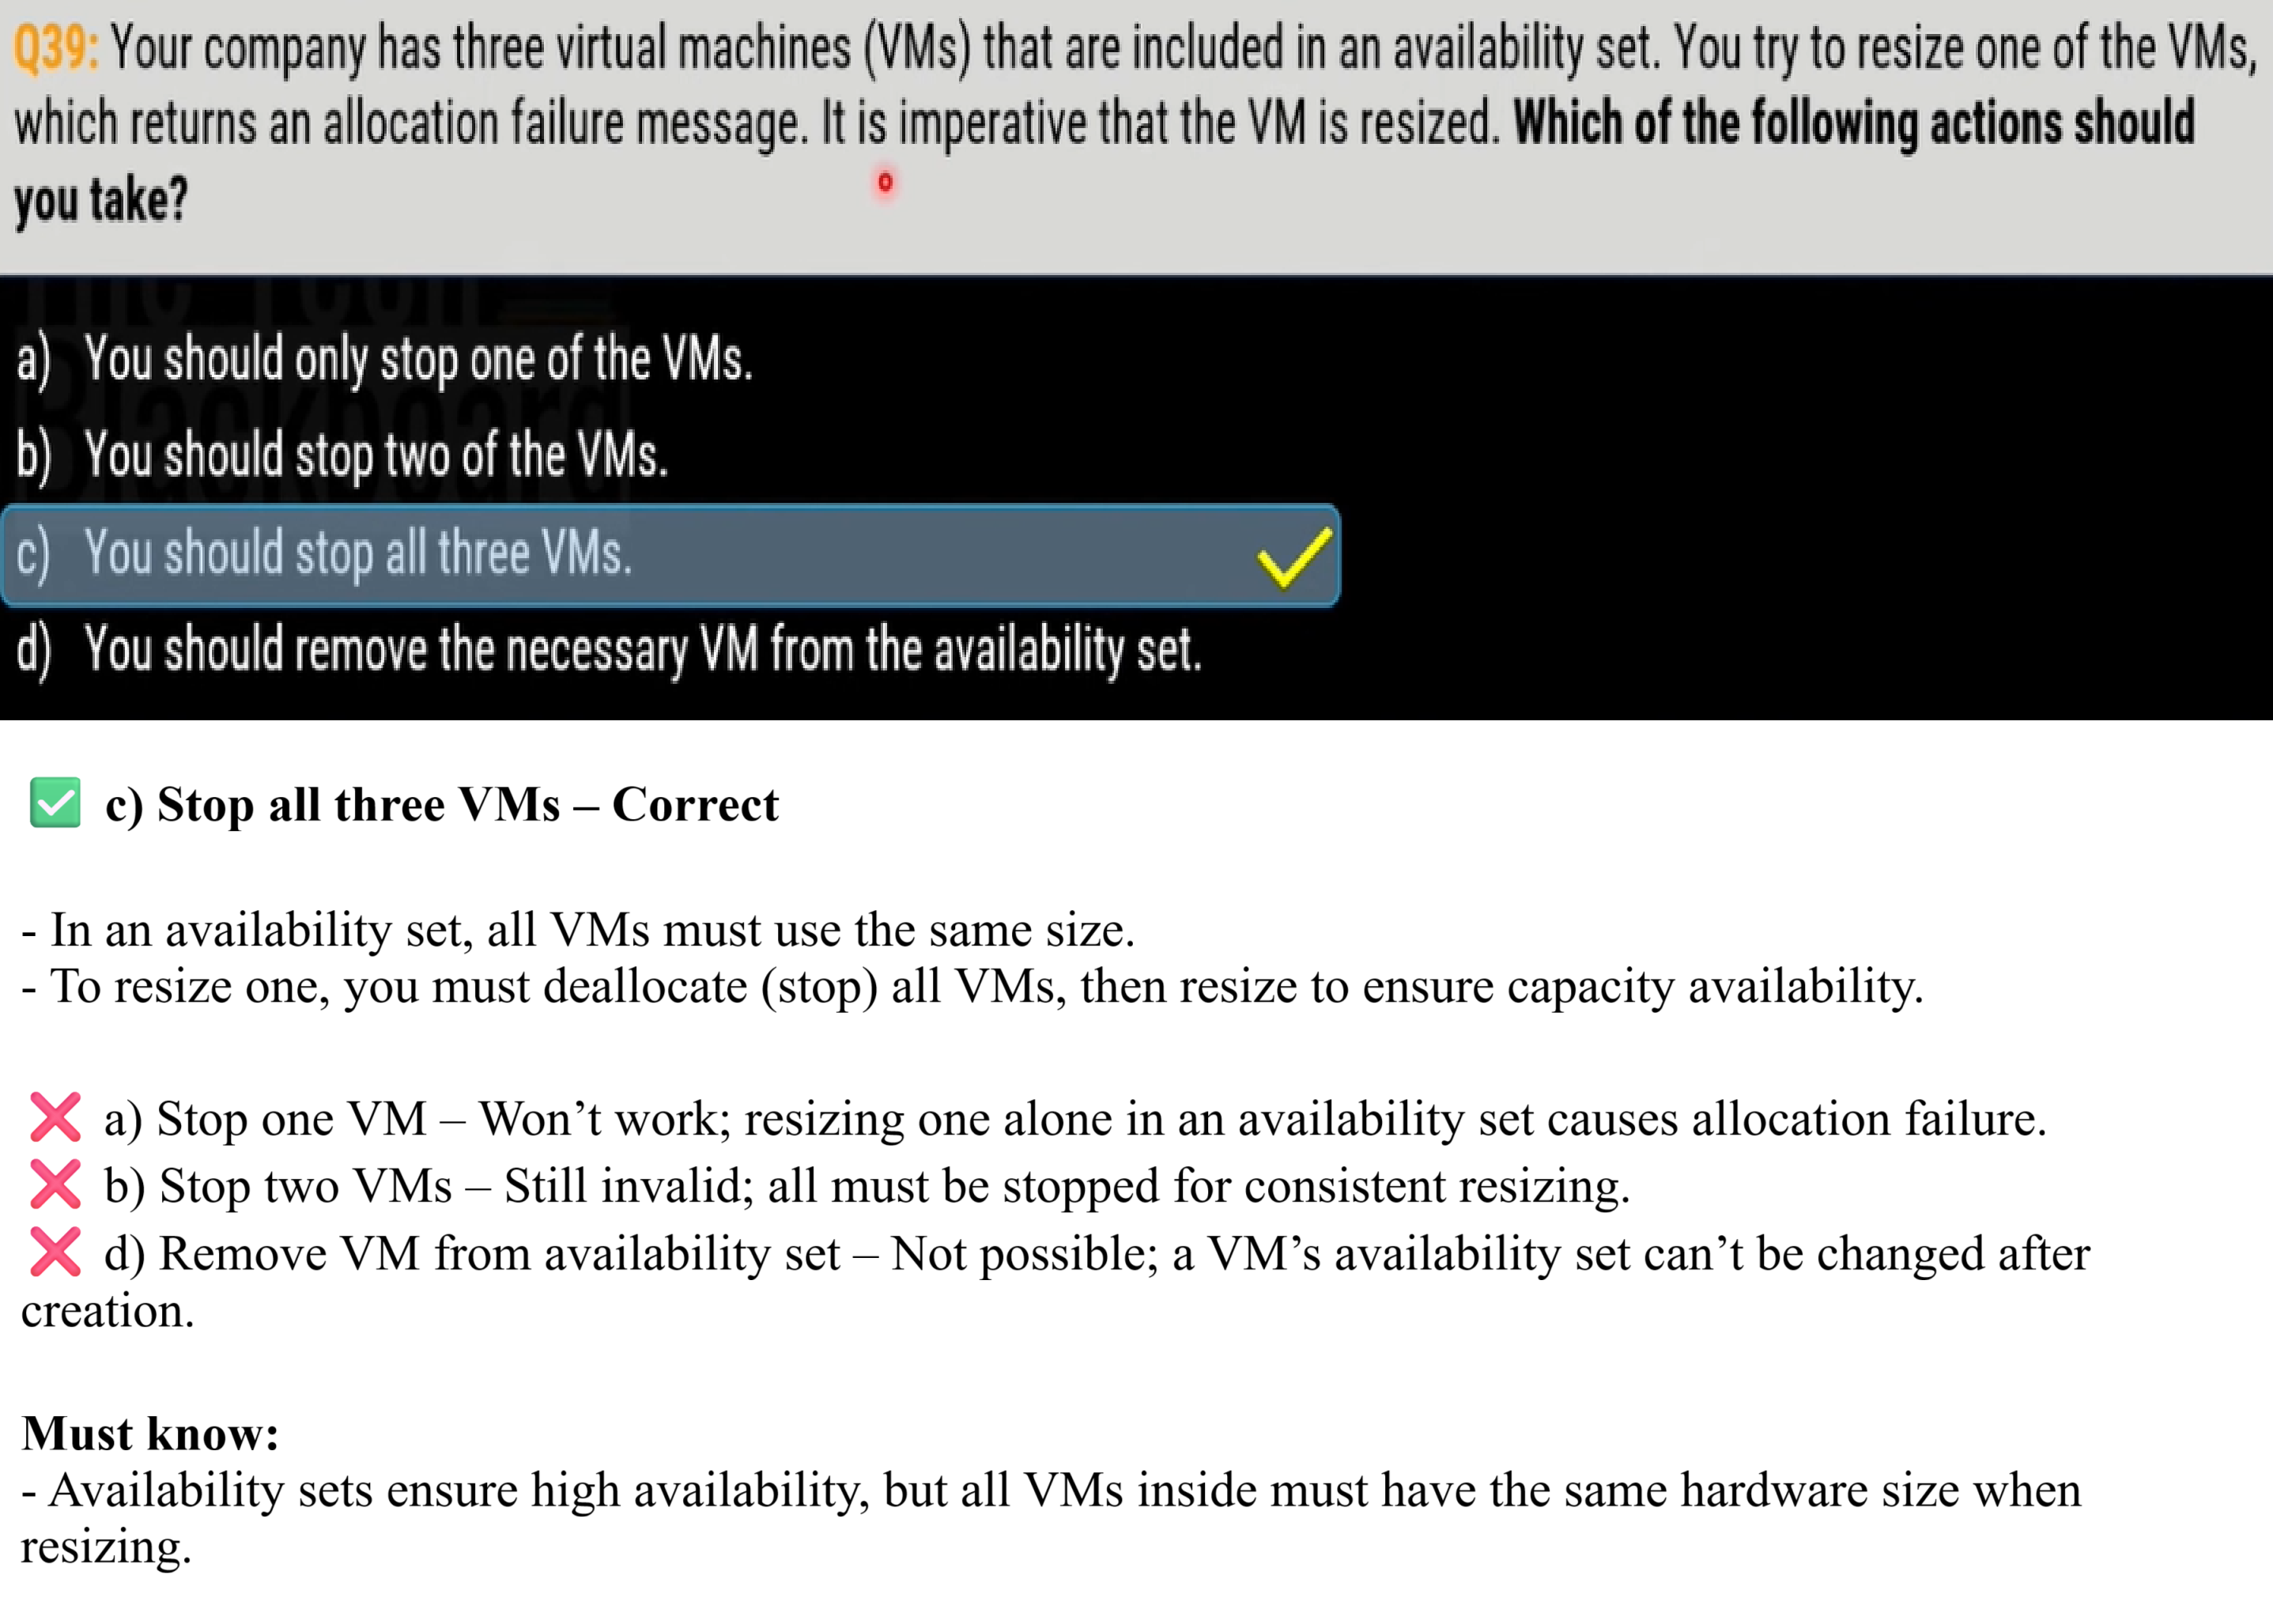 Q39: Your company has three virtual machines (VMs) that are included in an availability set. You try to resize one of the VMs,
which returns an allocation failure message. It is imperative that the VM is resized. Which of the following actions should
you take?
The Tech
Blackboard
a) You should only stop one of the VMs.
b) You should stop two of the VMs.
c) You should stop all three VMs.
d) You should remove the necessary VM from the availability set.
✅ c) Stop all three VMs – Correct
- In an availability set, all VMs must use the same size.
- To resize one, you must deallocate (stop) all VMs, then resize to ensure capacity availability.
❌ a) Stop one VM – Won’t work; resizing one alone in an availability set causes allocation failure.
❌ b) Stop two VMs – Still invalid; all must be stopped for consistent resizing.
❌ d) Remove VM from availability set – Not possible; a VM’s availability set can’t be changed after
creation.
Must know:
- Availability sets ensure high availability, but all VMs inside must have the same hardware size when
resizing.